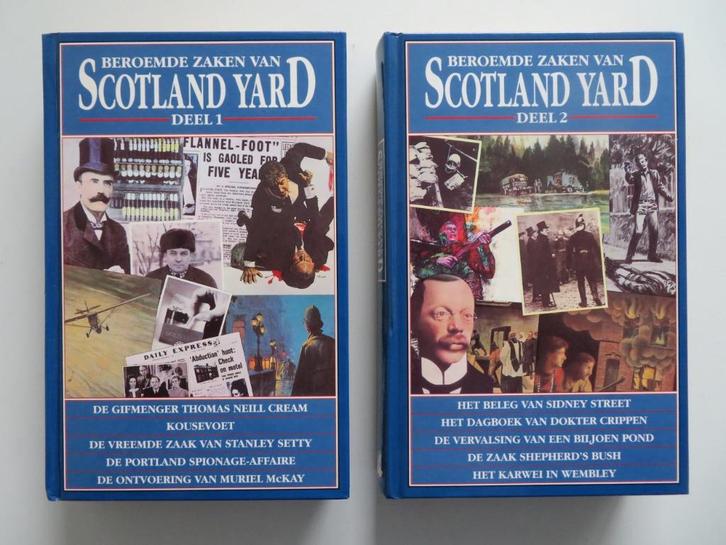 BEROEMDE ZAKEN VAN
SCOTLAND YARD
DEEL 1
FLANNEL-FOOT"
IS GAOLED FOR
FIVE YEA
DAILY EXPRESS
'Abduction' hunt:
Check
on motel
DE GIFMENGER THOMAS NEILL CREAM
KOUSEVOET
DE VREEMDE ZAAK VAN STANLEY SETTY
DE PORTLAND SPIONAGE-AFFAIRE
DE ONTVOERING VAN MURIEL McKAY
BEROEMDE ZAKEN VAN
SCOTLAND YARD
DEEL 2
HET BELEG VAN SIDNEY STREET
HET DAGBOEK VAN DOKTER CRIPPEN
DE VERVALSING VAN EEN BILJOEN POND
DE ZAAK SHEPHERD'S BUSH
HET KARWEI IN WEMBLEY